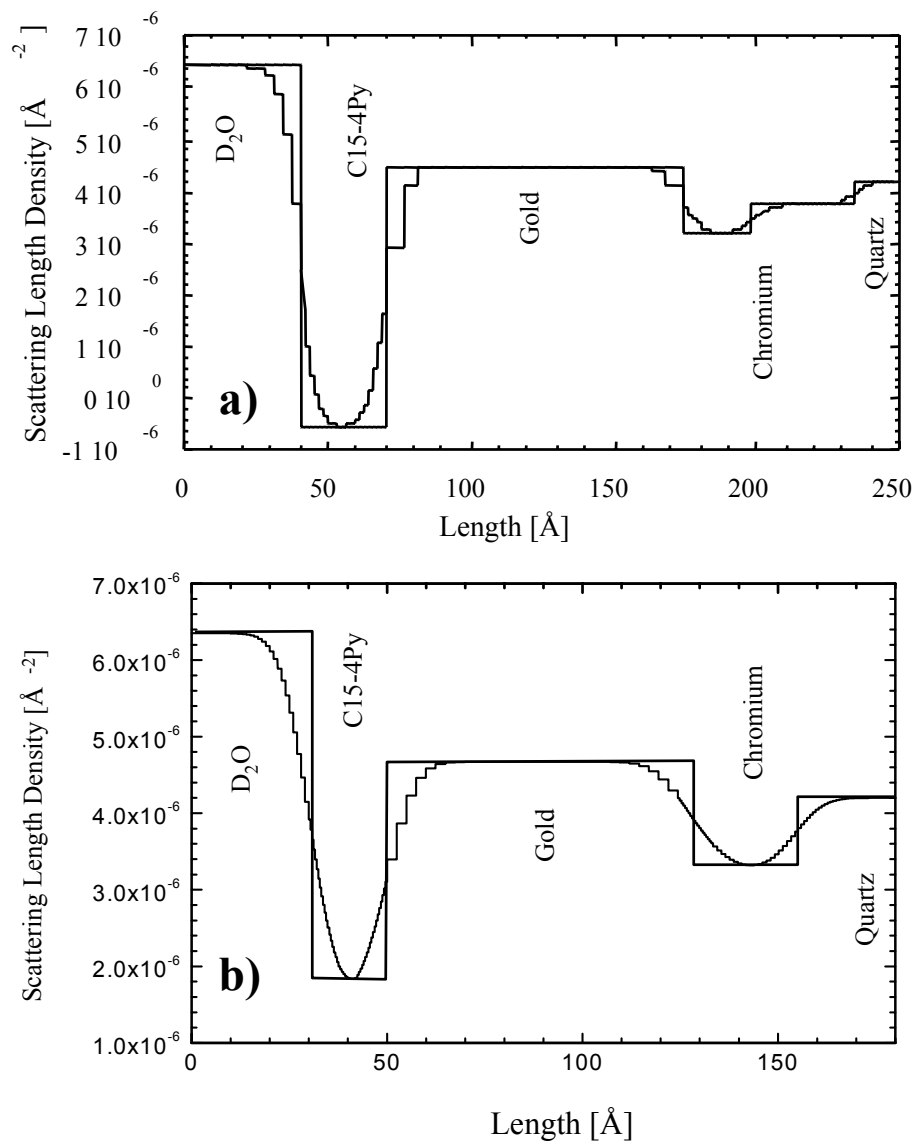 Scattering Length Density [Å -2 ]
7 10 -6
6 10 -6
5 10 -6
4 10 -6
3 10 -6
2 10 -6
1 10 -6
0 10 0
-1 10 -6
D2O
C15-4Py
Gold
Chromium
Quartz
a)
0 50 100 150 200 250
Length [Å]
Scattering Length Density [Å -2]
7.0x10-6
6.0x10-6
5.0x10-6
4.0x10-6
3.0x10-6
2.0x10-6
1.0x10-6
D2O
C15-4Py
Gold
Chromium
Quartz
b)
0 50 100 150
Length [Å]